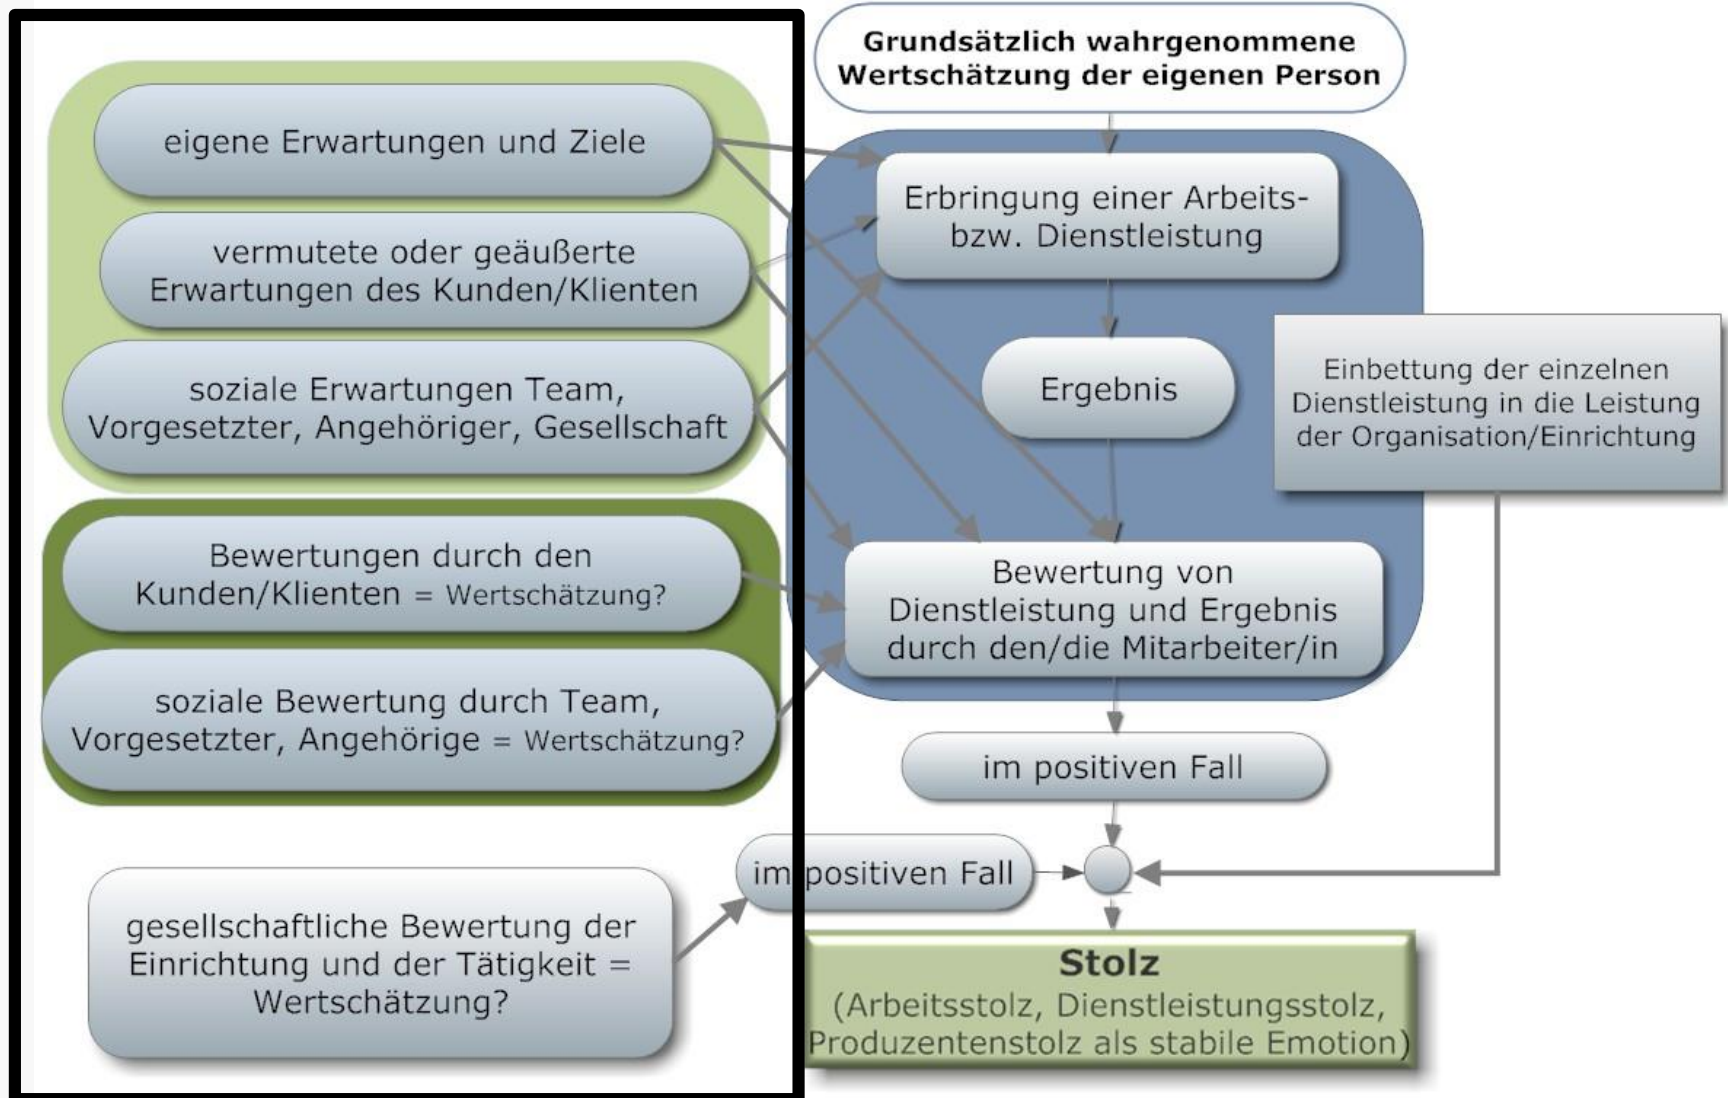 Grundsätzlich wahrgenommene
Wertschätzung der eigenen Person
eigene Erwartungen und Ziele
vermutete oder geäußerte
Erwartungen des Kunden/Klienten
soziale Erwartungen Team,
Vorgesetzter, Angehöriger, Gesellschaft
Bewertungen durch den
Kunden/Klienten = Wertschätzung?
soziale Bewertung durch Team,
Vorgesetzter, Angehörige = Wertschätzung?
gesellschaftliche Bewertung der
Einrichtung und der Tätigkeit =
Wertschätzung?
Erbringung einer Arbeits-
bzw. Dienstleistung
Ergebnis
Einbettung der einzelnen
Dienstleistung in die Leistung
der Organisation/Einrichtung
Bewertung von
Dienstleistung und Ergebnis
durch den/die Mitarbeiter/in
im positiven Fall
im positiven Fall
Stolz
(Arbeitsstolz, Dienstleistungsstolz,
Produzentenstolz als stabile Emotion)